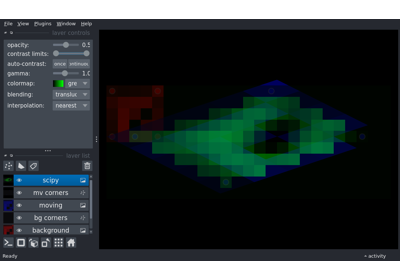 File View Plugins Window Help
layer controls
opacity: 0.5
contrast limits:
auto-contrast: once
gamma: 1.0
colormap: gre
blending: translu
interpolation: nearest
layer list
scipy
mv corners
moving
bg corners
background
Ready activity